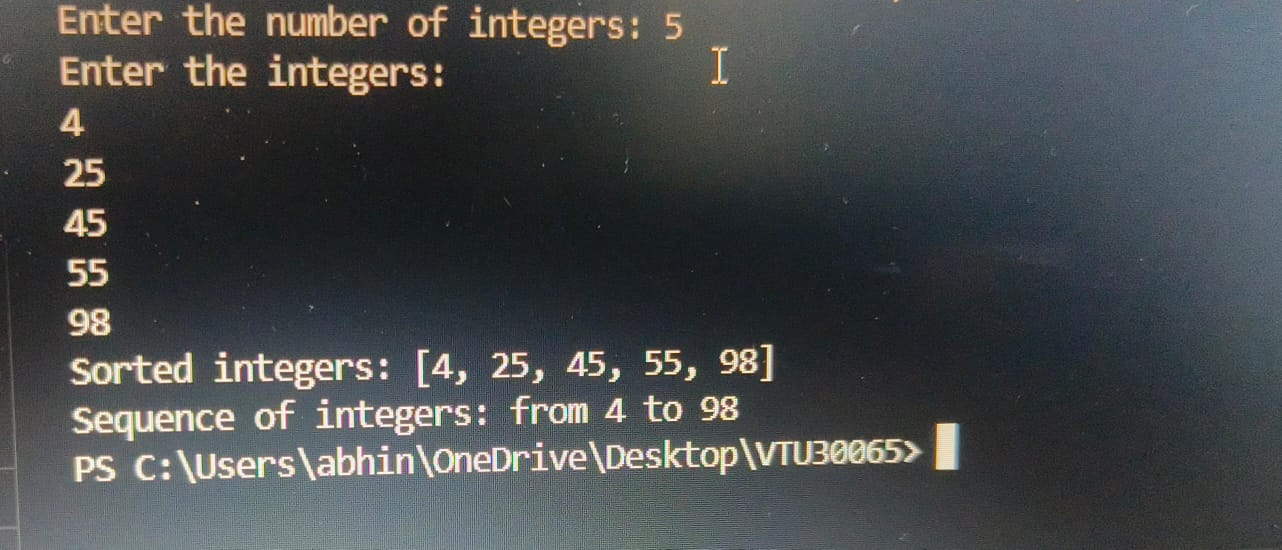 Enter the number of integers: 5
Enter the integers:
4
25
45
55
98
Sorted integers: [4, 25, 45, 55, 98]
Sequence of integers: from 4 to 98
PS C:\Users\abhin\OneDrive\Desktop\VTU30065>